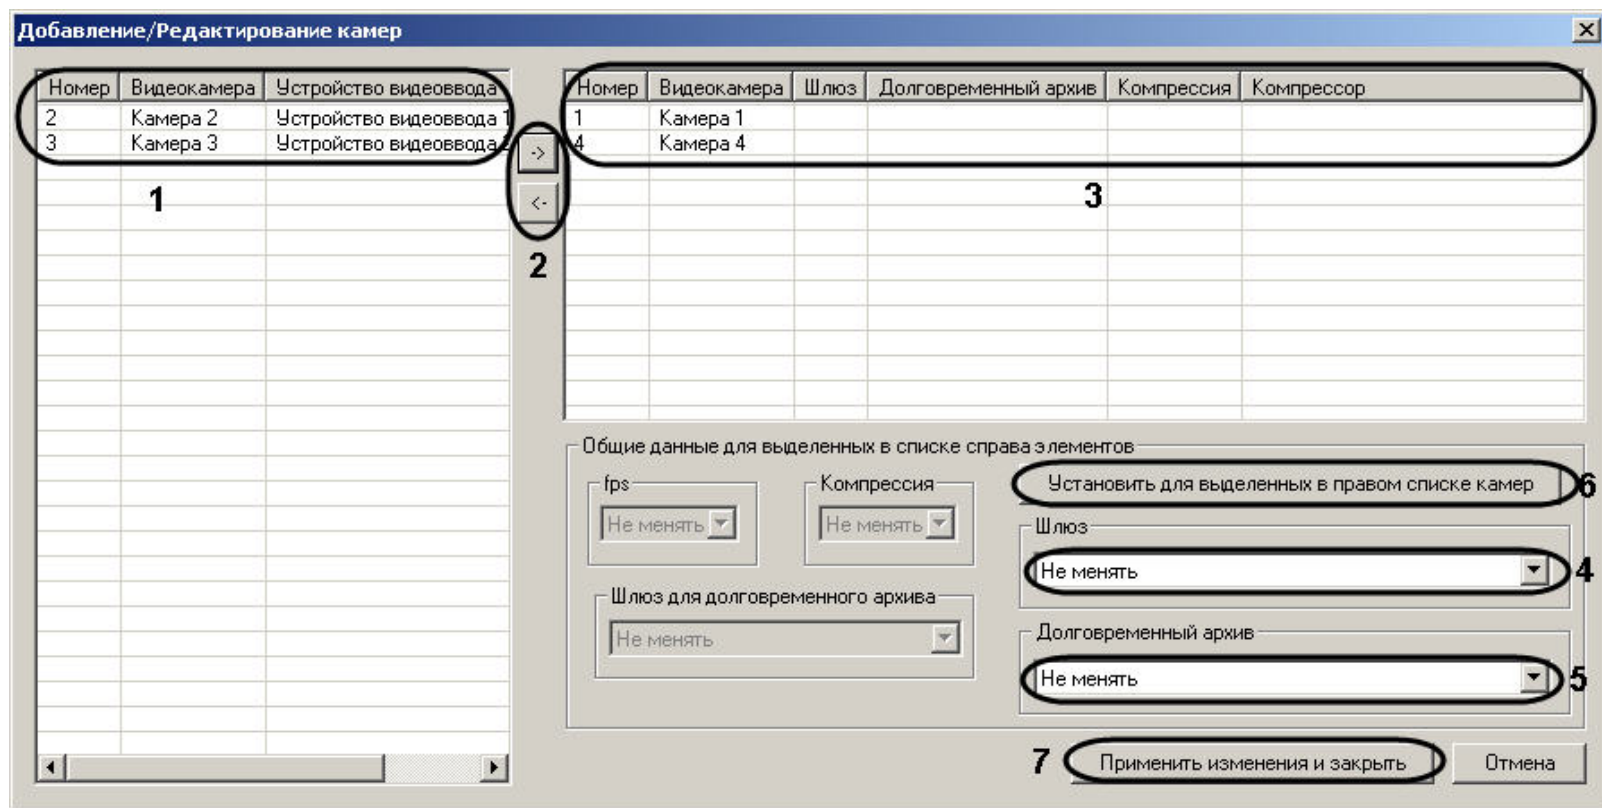 Добавление/Редактирование камер
Номер Видеокамера Устройство видеоввода
2 Камера 2 Устройство видеоввода 1
3 Камера 3 Устройство видеоввода
1
->
<-
2
Номер Видеокамера Шлюз Долговременный архив Компрессия Компрессор
1 Камера 1
4 Камера 4
3
Общие данные для выделенных в списке справа элементов
fps
Не менять
Компрессия
Не менять
Установить для выделенных в правом списке камер 6
Шлюз
Не менять 4
Шлюз для долговременного архива
Не менять
Долговременный архив
Не менять 5
7 Применить изменения и закрыть Отмена